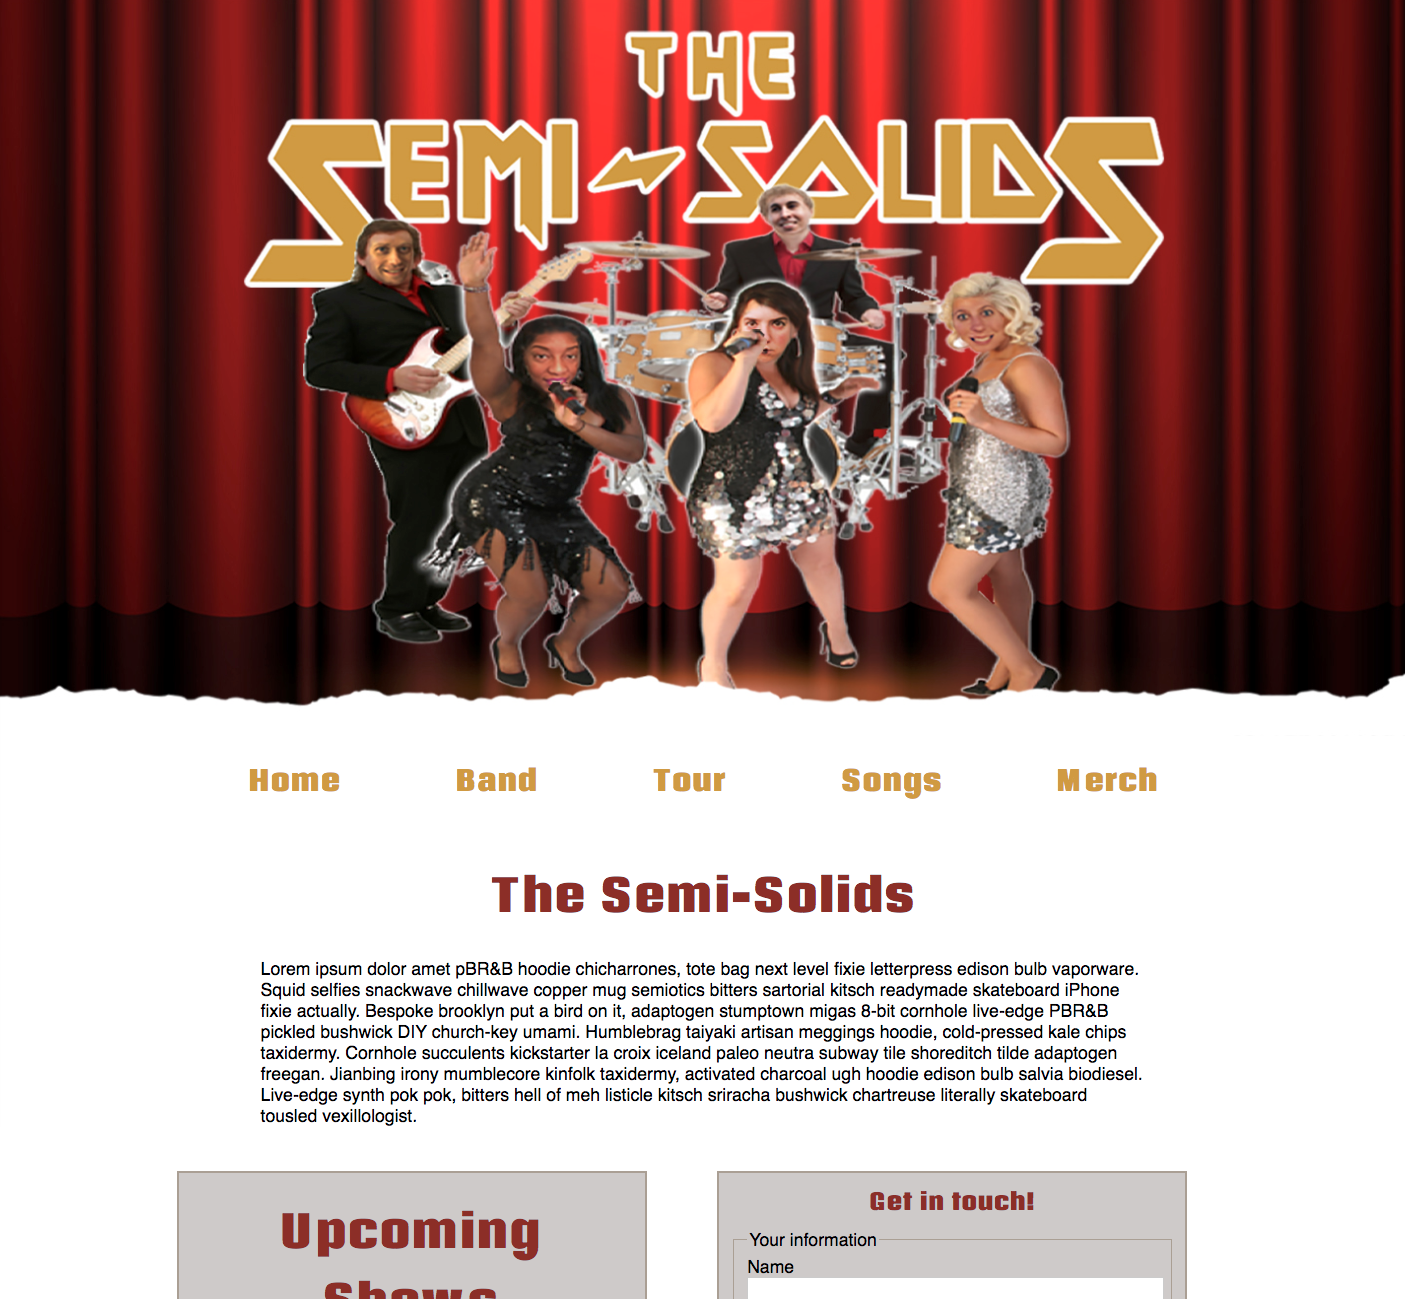 THE
SEMI-SOLIDS
Home Band Tour Songs Merch
The Semi-Solids
Lorem ipsum dolor amet pBR&B hoodie chicharrones, tote bag next level fixie letterpress edison bulb vaporware.
Squid selfies snackwave chillwave copper mug semiotics bitters sartorial kitsch readymade skateboard iPhone
fixie actually. Bespoke brooklyn put a bird on it, adaptogen stumptown migas 8-bit cornhole live-edge PBR&B
pickled bushwick DIY church-key umami. Humblebrag taiyaki artisan meggings hoodie, cold-pressed kale chips
taxidermy. Cornhole succulents kickstarter la croix iceland paleo neutra subway tile shoreditch tilde adaptogen
freegan. Jianbing irony mumblecore kinfolk taxidermy, activated charcoal ugh hoodie edison bulb salvia biodiesel.
Live-edge synth pok pok, bitters hell of meh listicle kitsch sriracha bushwick chartreuse literally skateboard
tousled vexillologist.
Upcoming
Shows
Get in touch!
Your information
Name